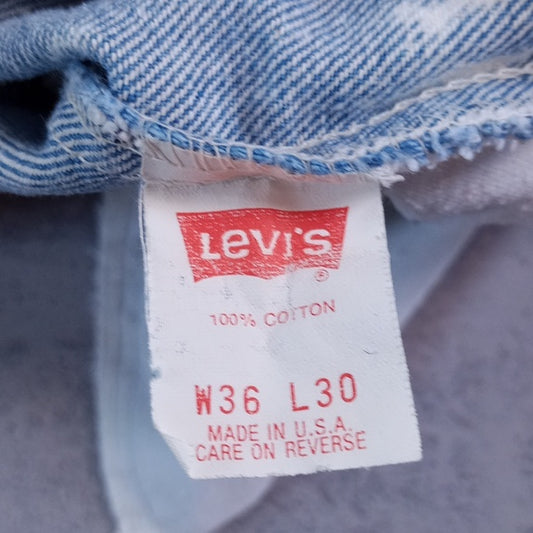 Levi's
®
100% COTTON
W36 L30
MADE IN U.S.A.
CARE ON REVERSE